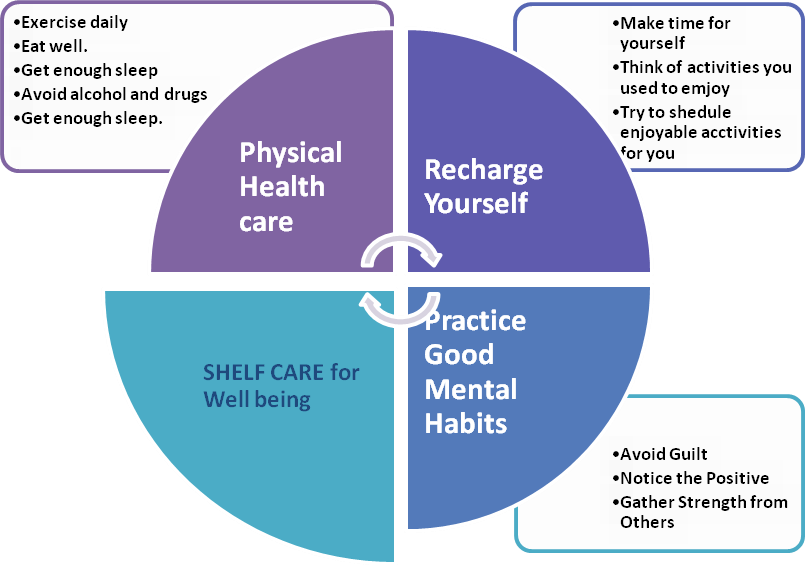 •Exercise daily
•Eat well.
•Get enough sleep
•Avoid alcohol and drugs
•Get enough sleep.
•Make time for
yourself
•Think of activities you
used to emjoy
•Try to shedule
enjoyable acctivities
for you
Physical
Health
care
Recharge
Yourself
SHELF CARE for
Well being
Practice
Good
Mental
Habits
•Avoid Guilt
•Notice the Positive
•Gather Strength from
Others